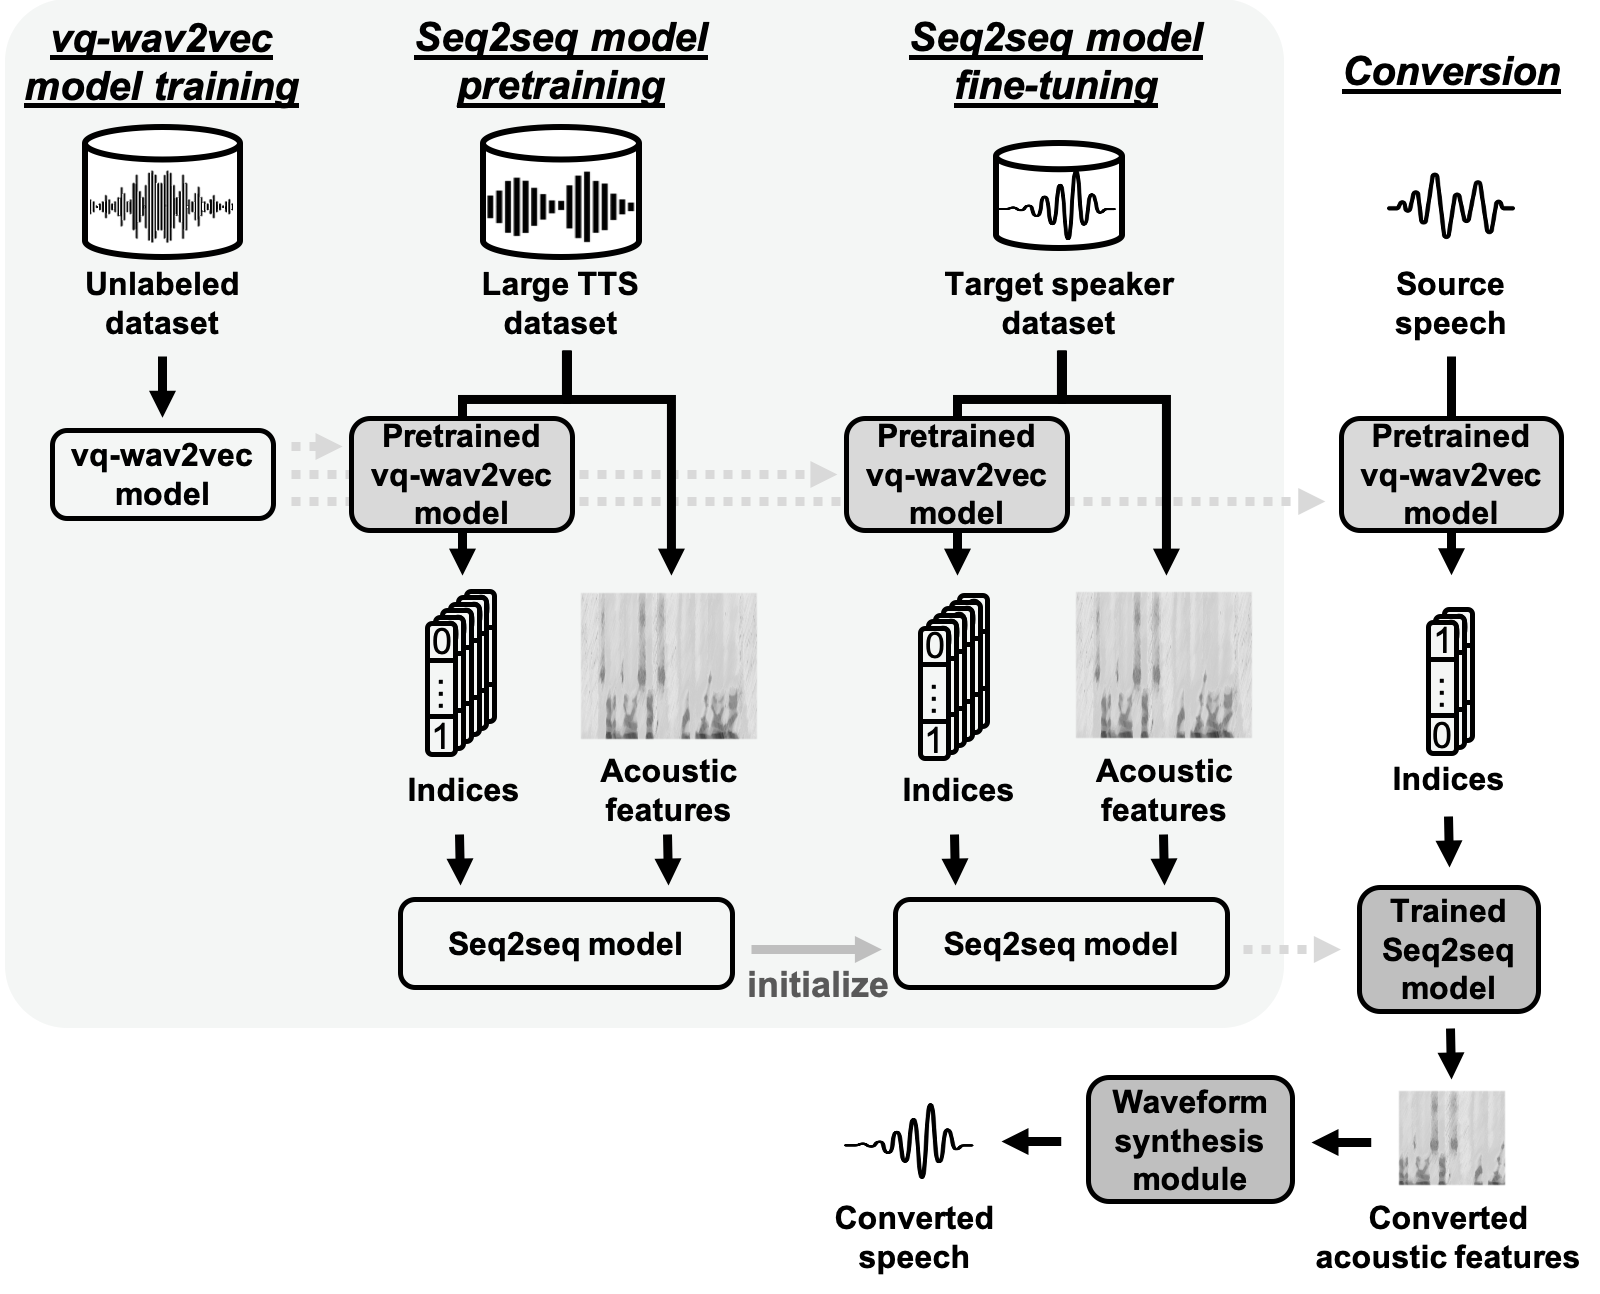 vq-wav2vec
model training
Unlabeled
dataset
vq-wav2vec
model
Seq2seq model
pretraining
Large TTS
dataset
Pretrained
vq-wav2vec
model
0
⋮
1
Indices
Acoustic
features
Seq2seq model
initialize
Seq2seq model
fine-tuning
Target speaker
dataset
Pretrained
vq-wav2vec
model
0
⋮
1
Indices
Acoustic
features
Seq2seq model
Conversion
Source
speech
Pretrained
vq-wav2vec
model
1
⋮
0
Indices
Trained
Seq2seq
model
Converted
acoustic features
Waveform
synthesis
module
Converted
speech